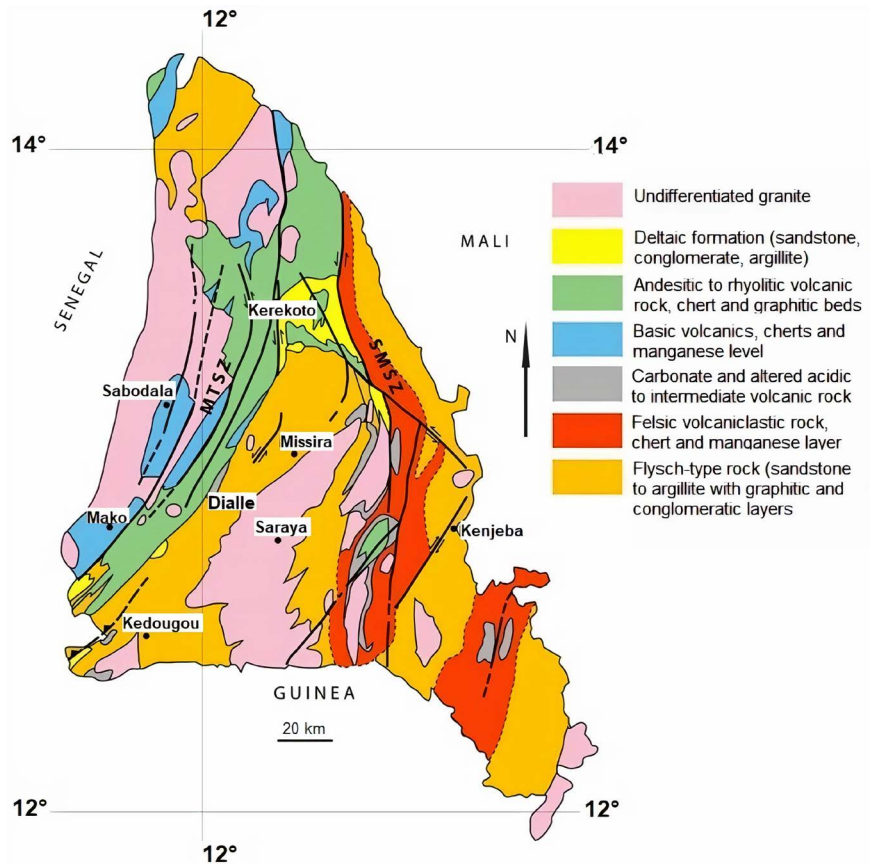 12°
14°
14°
Undifferentiated granite
Deltaic formation (sandstone,
conglomerate, argillite)
MALI
SENEGAL
Andesitic to rhyolitic volcanic
rock, chert and graphitic beds
Kerekoto
Basic volcanics, cherts and
manganese level
N
SMSZ
MTSZ
Carbonate and altered acidic
to intermediate volcanic rock
Sabodala
Felsic volcaniclastic rock,
chert and manganese layer
Missira
Flysch-type rock (sandstone
to argillite with graphitic and
conglomeratic layers
Dialle
Mako
Saraya
Kenjeba
Kedougou
GUINEA
20 km
12°
12°
12°